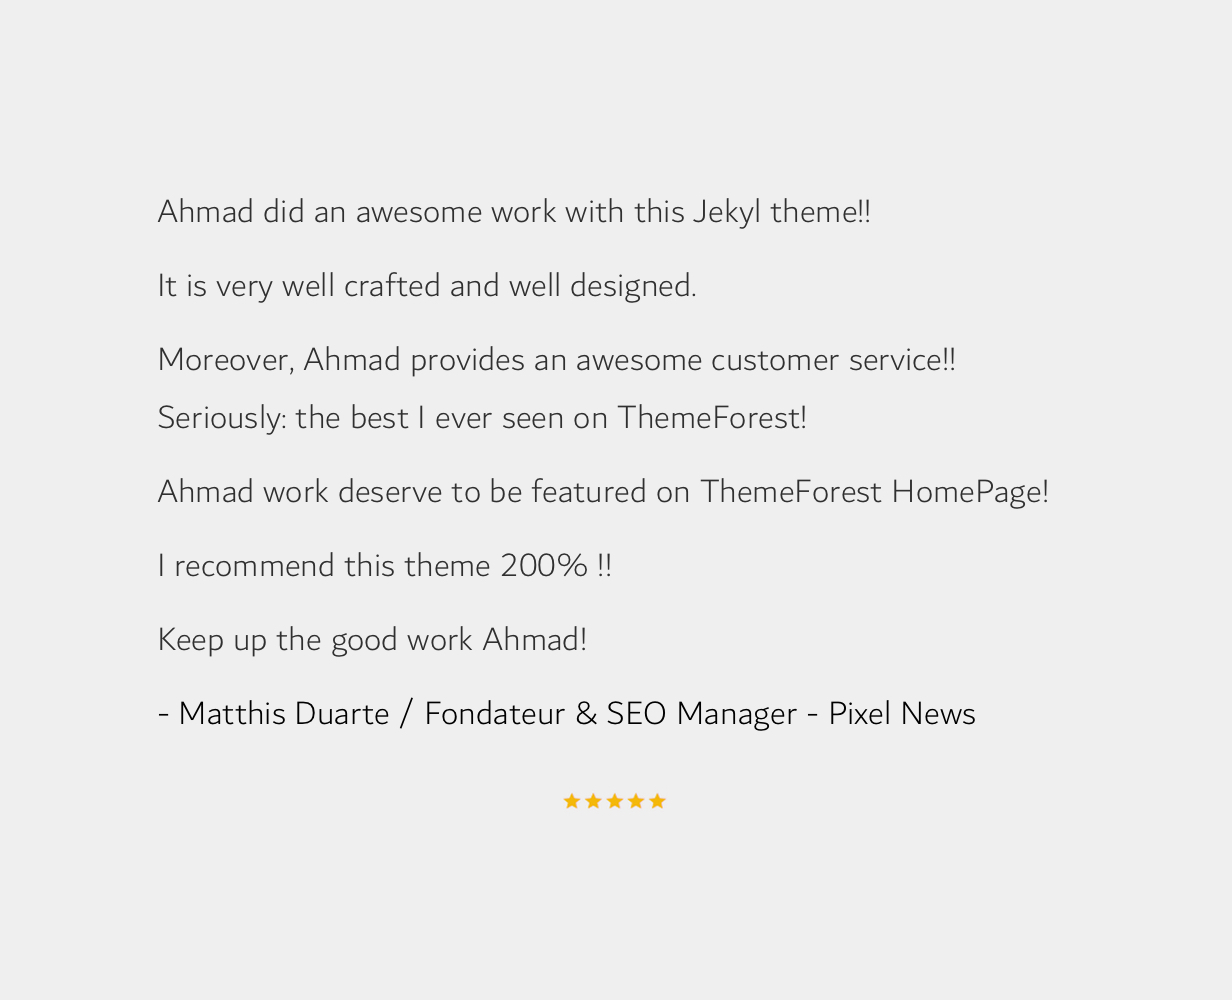 Ahmad did an awesome work with this Jekyl theme!!
It is very well crafted and well designed.
Moreover, Ahmad provides an awesome customer service!!
Seriously: the best I ever seen on ThemeForest!
Ahmad work deserve to be featured on ThemeForest HomePage!
I recommend this theme 200% !!
Keep up the good work Ahmad!
- Matthis Duarte / Fondateur & SEO Manager - Pixel News